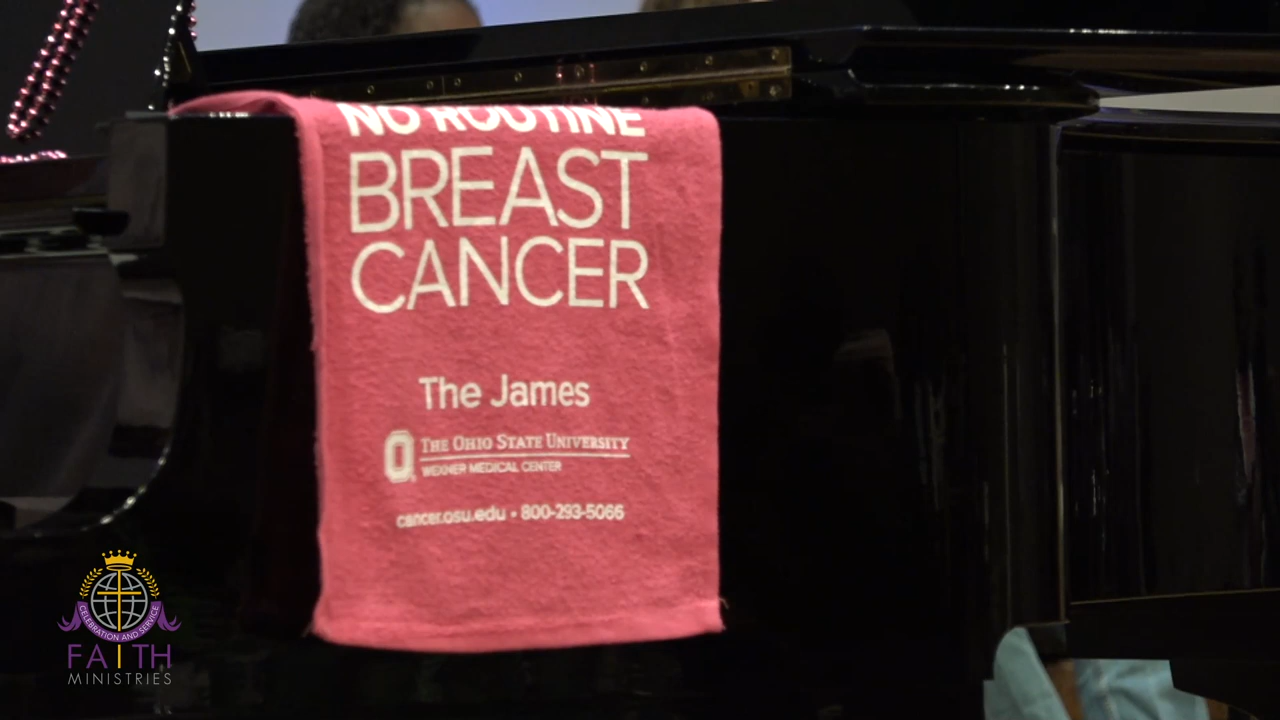 NO ROUTINE
BREAST
CANCER
The James
THE OHIO STATE UNIVERSITY
WEXNER MEDICAL CENTER
cancer.osu.edu • 800-293-5066
CELEBRATION AND SERVICE
FAITH
MINISTRIES